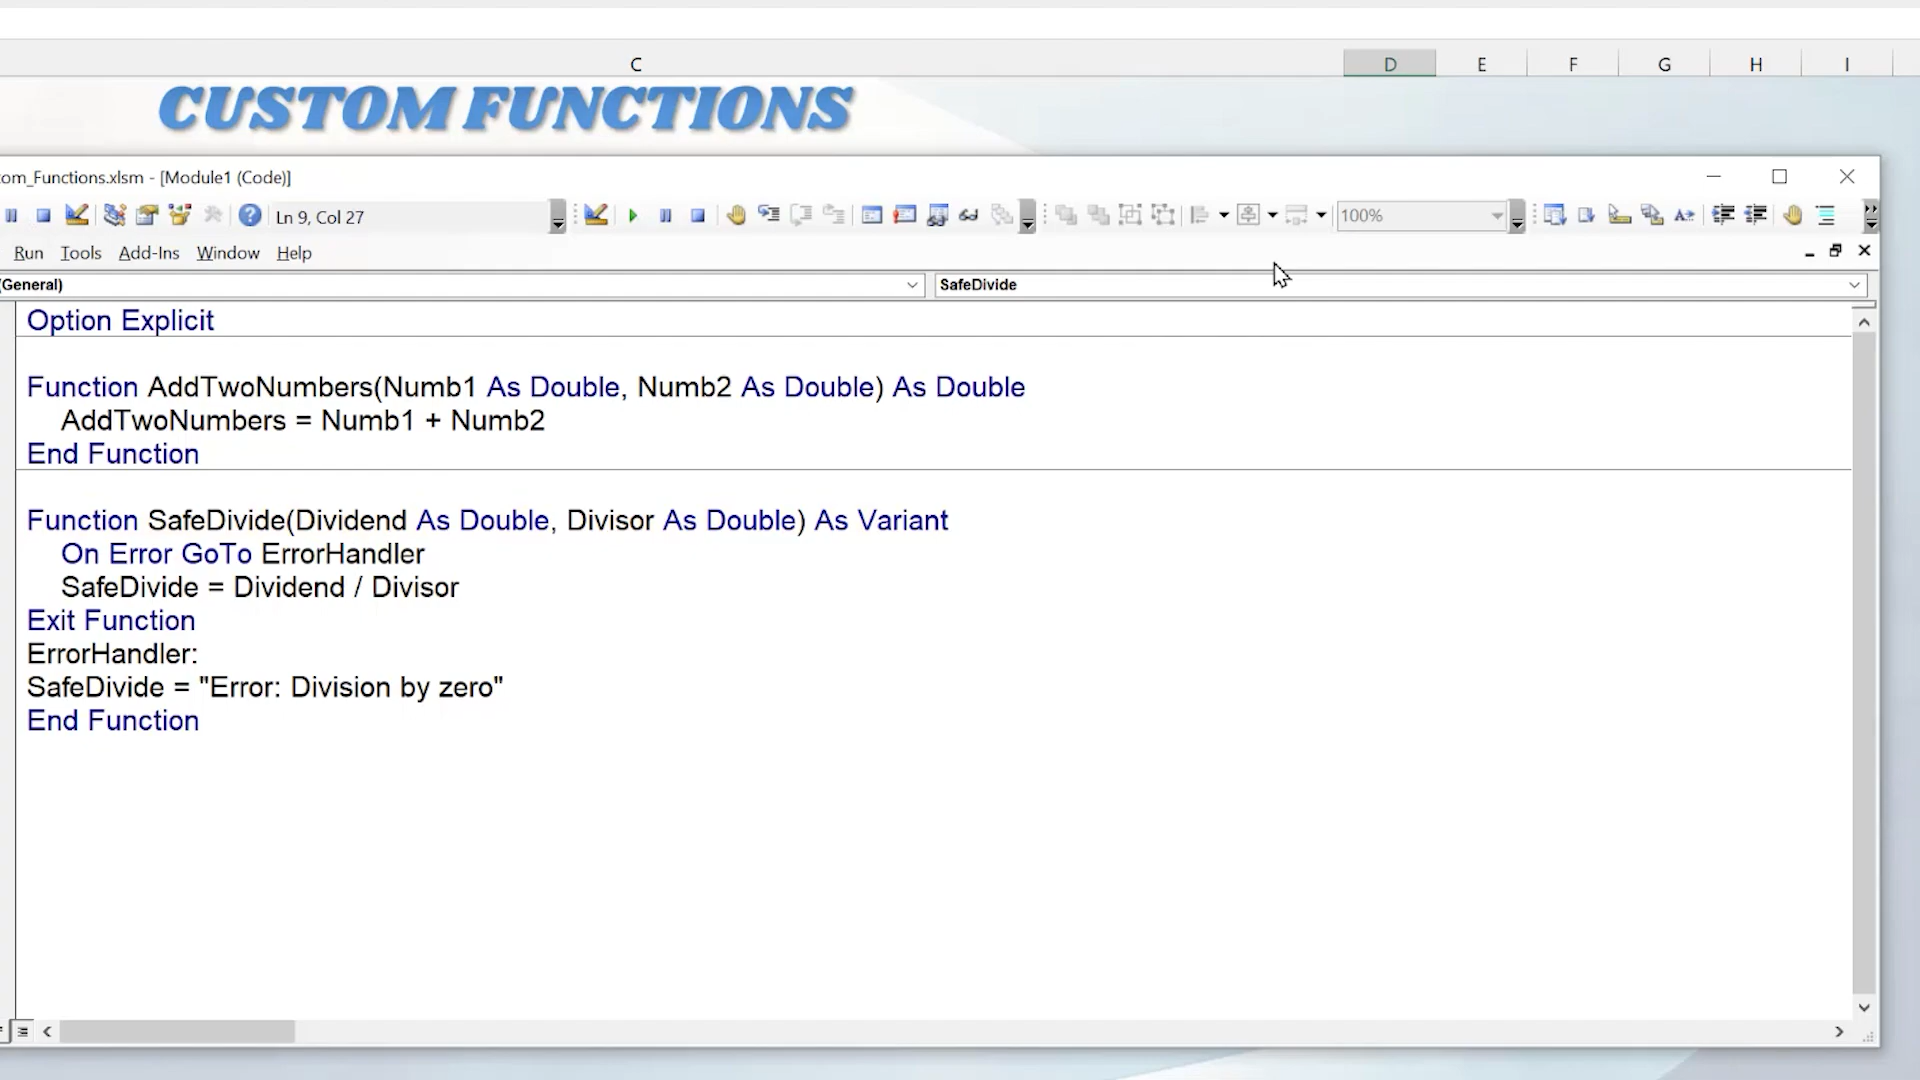 C D E F G H I
CUSTOM FUNCTIONS
om_Functions.xlsm - [Module1 (Code)]
Ln 9, Col 27
100%
Run Tools Add-Ins Window Help
(General) SafeDivide
Option Explicit
Function AddTwoNumbers(Numb1 As Double, Numb2 As Double) As Double
AddTwoNumbers = Numb1 + Numb2
End Function
Function SafeDivide(Dividend As Double, Divisor As Double) As Variant
On Error GoTo ErrorHandler
SafeDivide = Dividend / Divisor
Exit Function
ErrorHandler:
SafeDivide = "Error: Division by zero"
End Function